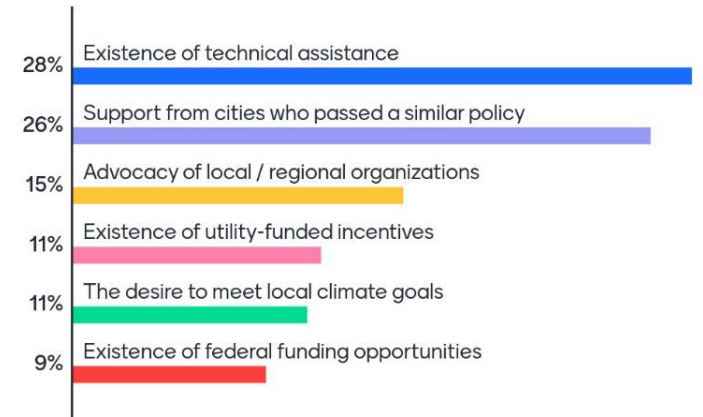 Existence of technical assistance
28%
Support from cities who passed a similar policy
26%
Advocacy of local / regional organizations
15%
Existence of utility-funded incentives
11%
The desire to meet local climate goals
11%
Existence of federal funding opportunities
9%